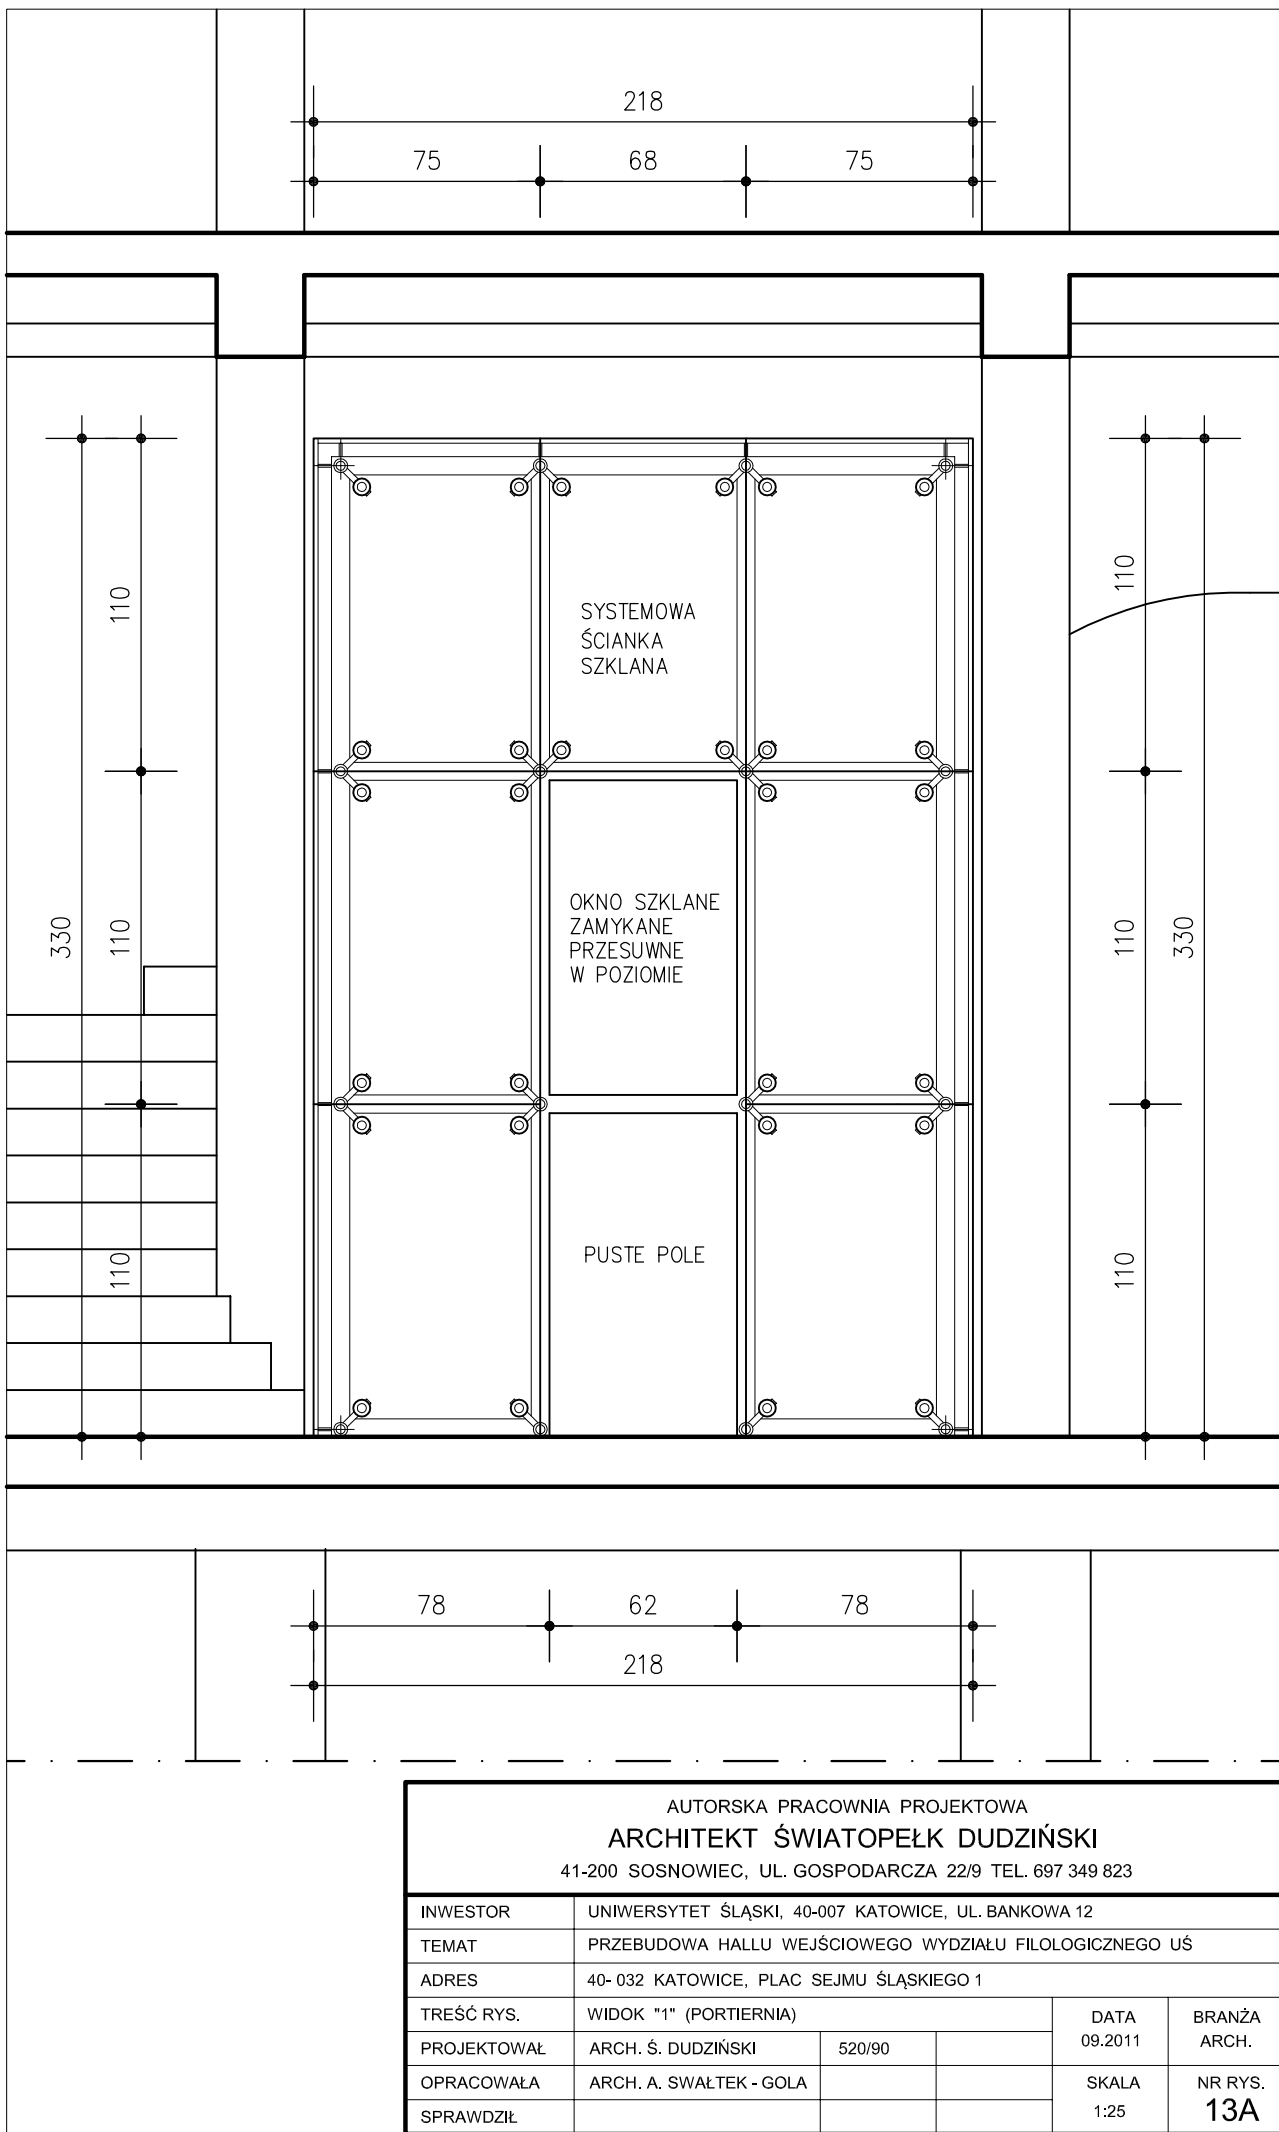 218
75 68 75
110 110
SYSTEMOWA
ŚCIANKA
SZKLANA
OKNO SZKLANE
ZAMYKANE
PRZESUWNE
W POZIOMIE
330 110 110 330
110 PUSTE POLE 110
78 62 78
218
AUTORSKA PRACOWNIA PROJEKTOWA
ARCHITEKT ŚWIATOPEŁK DUDZIŃSKI
41-200 SOSNOWIEC, UL. GOSPODARCZA 22/9 TEL. 697 349 823
INWESTOR UNIWERSYTET ŚLĄSKI, 40-007 KATOWICE, UL. BANKOWA 12
TEMAT PRZEBUDOWA HALLU WEJŚCIOWEGO WYDZIAŁU FILOLOGICZNEGO UŚ
ADRES 40- 032 KATOWICE, PLAC SEJMU ŚLĄSKIEGO 1
TREŚĆ RYS. WIDOK "1" (PORTIERNIA)
DATA BRANŻA
09.2011 ARCH.
PROJEKTOWAŁ ARCH. Ś. DUDZIŃSKI 520/90
OPRACOWAŁA ARCH. A. SWAŁTEK - GOLA
SKALA NR RYS.
1:25 13A
SPRAWDZIŁ